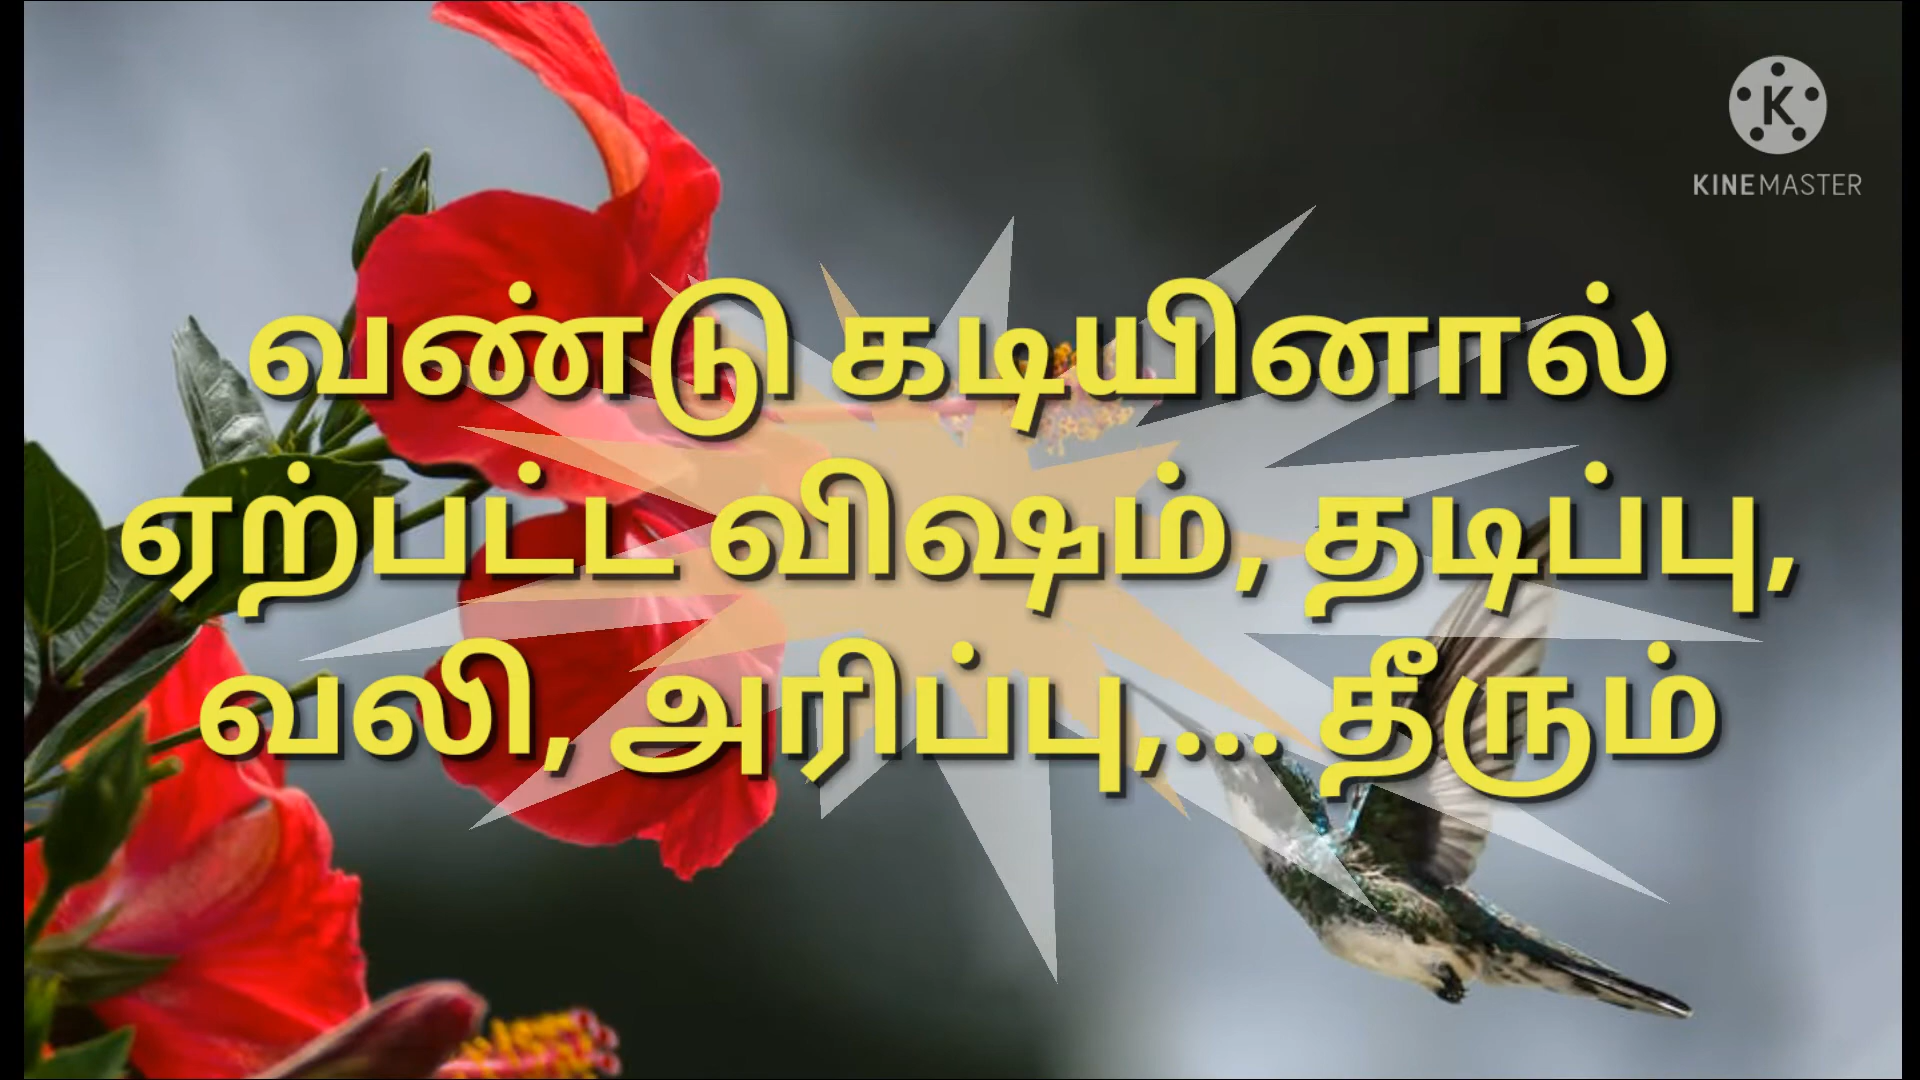 KINEMASTER
வண்டு கடியினால்
ஏற்பட்ட விஷம், தடிப்பு,
வலி, அரிப்பு,... தீரும்